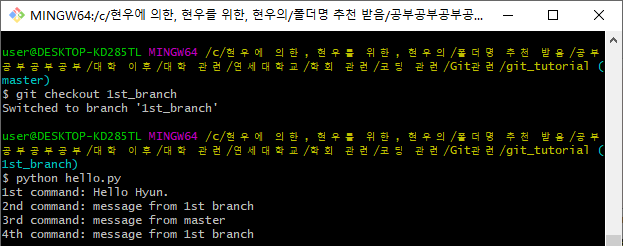 MINGW64:/c/현우에 의한, 현우를 위한, 현우의/폴더명 추천 받음/공부공부공부공...
user@DESKTOP-KD285TL MINGW64 /c/현우에 의한, 현우를 위한, 현우의/폴더명 추천 받음/공부
공부공부공부/대학 이후/대학 관련/연세대학교/학회 관련/코딩 관련/Git관련/git_tutorial (
master)
$ git checkout 1st_branch
Switched to branch '1st_branch'
user@DESKTOP-KD285TL MINGW64 /c/현우에 의한, 현우를 위한, 현우의/폴더명 추천 받음/공부
공부공부공부/대학 이후/대학 관련/연세대학교/학회 관련/코딩 관련/Git관련/git_tutorial (
1st_branch)
$ python hello.py
1st command: Hello Hyun.
2nd command: message from 1st branch
3rd command: message from master
4th command: message from 1st branch